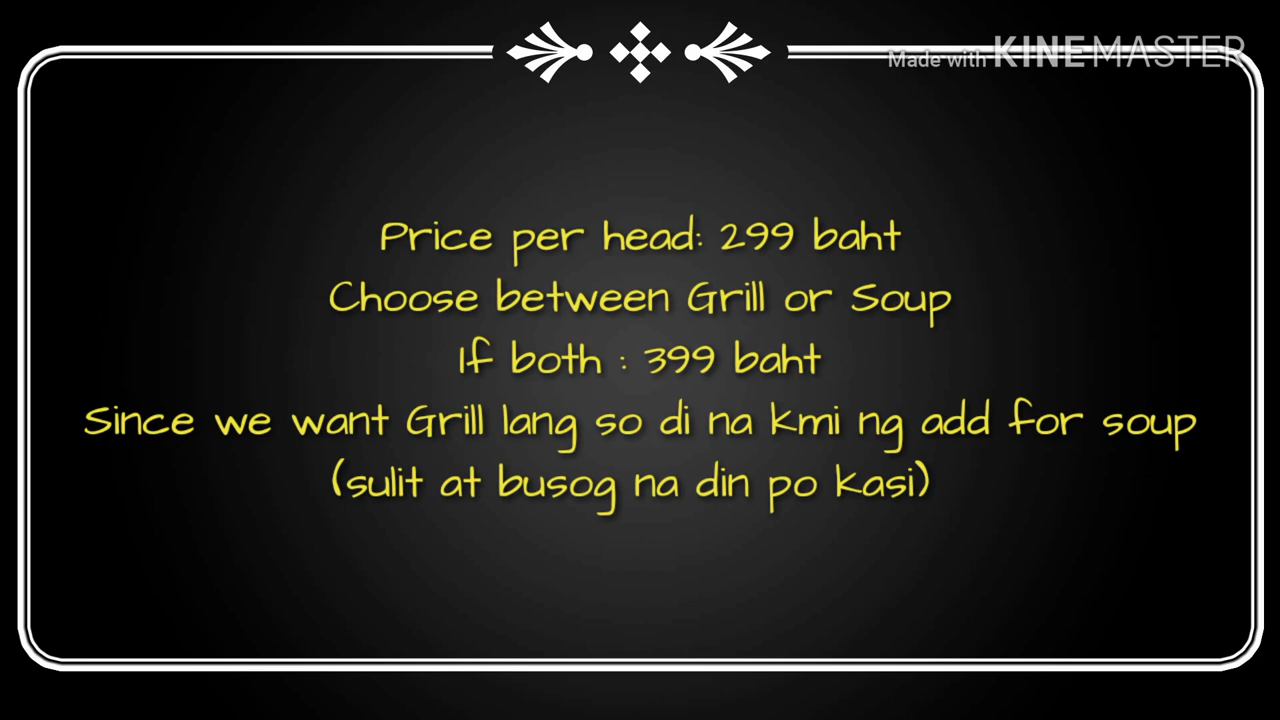 Made with KINEMASTER
Price per head: 299 baht
Choose between Grill or Soup
If both : 399 baht
Since we want Grill lang so di na kmi ng add for soup
(sulit at busog na din po kasi)